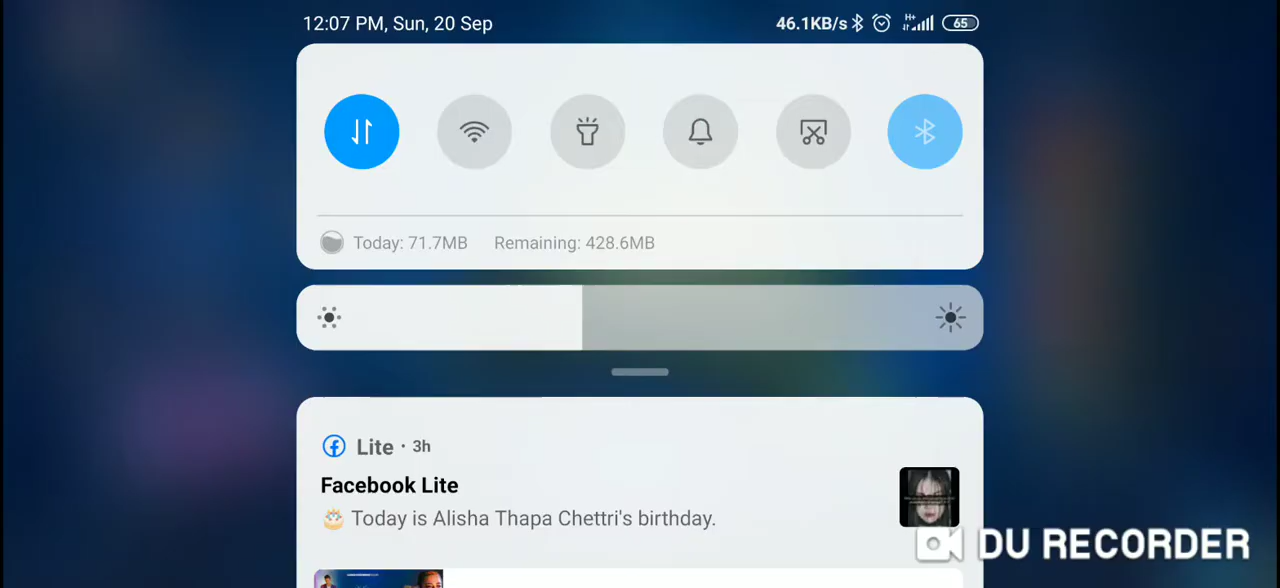 12:07 PM, Sun, 20 Sep 46.1KB/s H+ 65
Today: 71.7MB Remaining: 428.6MB
Lite · 3h
Facebook Lite
🎂 Today is Alisha Thapa Chettri's birthday.
DU RECORDER